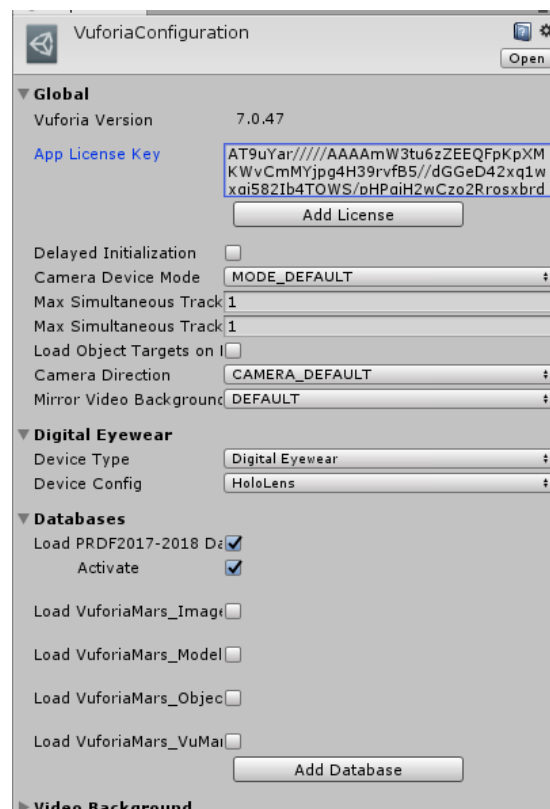 VuforiaConfiguration
Open
Global
Vuforia Version 7.0.47
App License Key AT9uYar/////AAAAmW3tu6zZEEQFpKpXM
KWvCmMYjpg4H39rvfB5//dGGeD42xq1w
xqi582Ib4TOWS/pHPqiH2wCzo2Rrosxbrd
Add License
Delayed Initialization
Camera Device Mode MODE_DEFAULT
Max Simultaneous Track 1
Max Simultaneous Track 1
Load Object Targets on
Camera Direction CAMERA_DEFAULT
Mirror Video Background DEFAULT
Digital Eyewear
Device Type Digital Eyewear
Device Config HoloLens
Databases
Load PRDF2017-2018 Da
Activate
Load VuforiaMars_Image
Load VuforiaMars_Model
Load VuforiaMars_Objec
Load VuforiaMars_VuMar
Add Database
Video Background